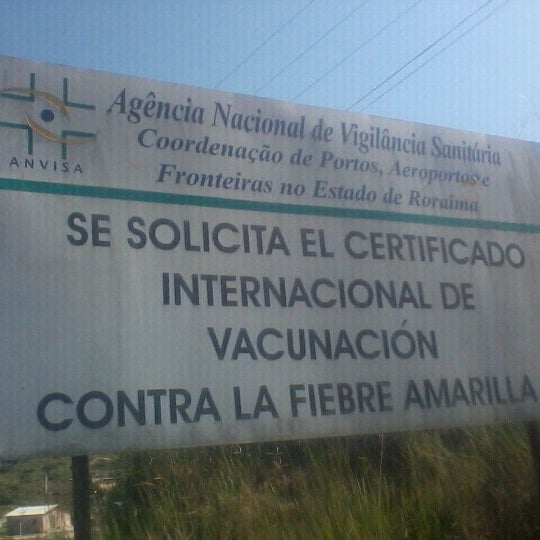 Agência Nacional de Vigilância Sanitária
Coordenação de Portos, Aeroportos e
Fronteiras no Estado de Roraima
ANVISA
SE SOLICITA EL CERTIFICADO
INTERNACIONAL DE
VACUNACIÓN
CONTRA LA FIEBRE AMARILLA